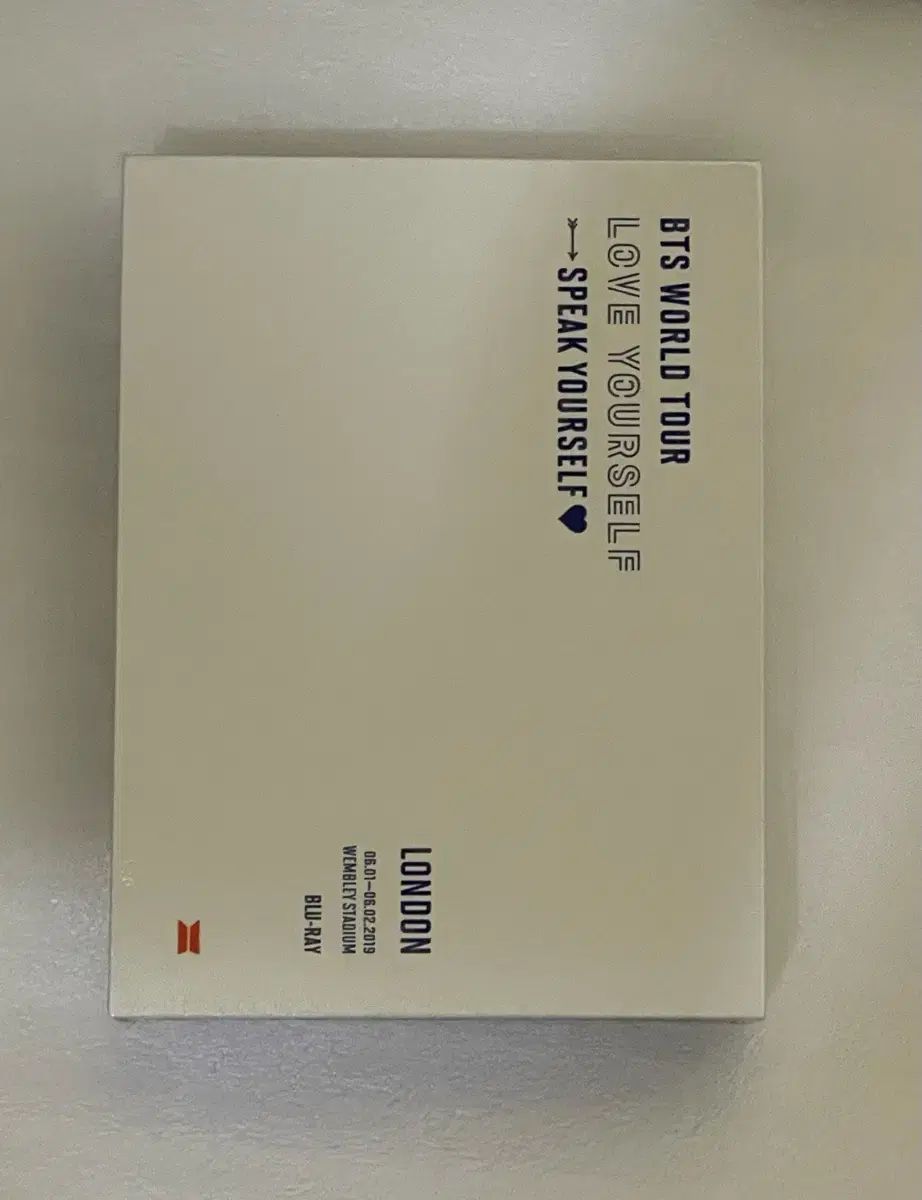 BTS WORLD TOUR
LOVE YOURSELF
SPEAK YOURSELF
LONDON
06.01—06.02.2019
WEMBLEY STADIUM
BLU-RAY